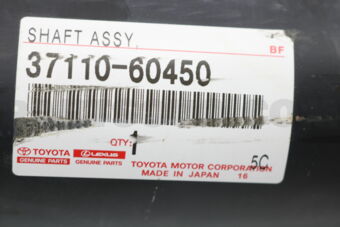 SHAFT ASSY,
BF
37110-60450
QTY: 1
TOYOTA LEXUS
GENUINE PARTS GENUINE PARTS
TOYOTA MOTOR CORPORATION
5C
MADE IN JAPAN 16